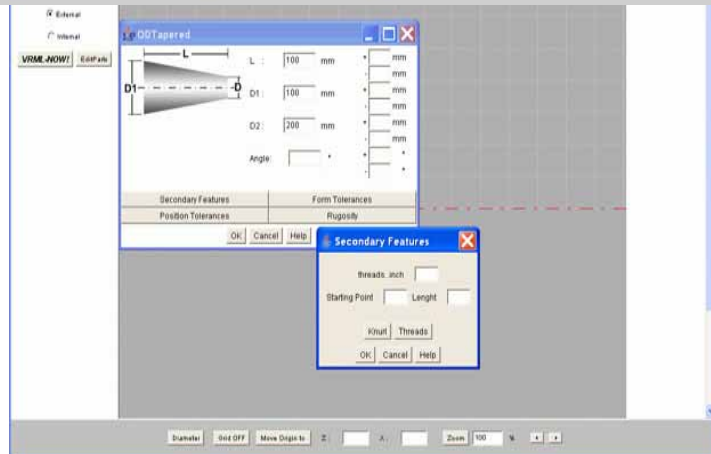 External
Internal
VRML-NOW!
ODTapered
L
D1
D
L : 100 mm + mm
- mm
D1: 100 mm + mm
- mm
D2: 200 mm + mm
- mm
Angle: ° + °
- °
Secondary Features Form Tolerances
Position Tolerances Rugosity
OK Cancel Help
Secondary Features
threads inch
Starting Point Lenght
Knurl Threads
OK Cancel Help
Diameter Grid OFF Move Origin to Z : X : Zoom 100 %